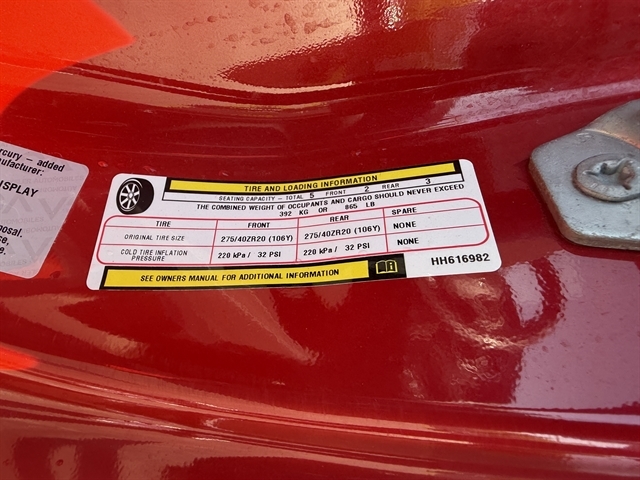 rcury – added
nufacturer:
ISPLAY
posal.
se,
e.
TIRE AND LOADING INFORMATION
SEATING CAPACITY – TOTAL 5 FRONT 2 REAR 3
THE COMBINED WEIGHT OF OCCUPANTS AND CARGO SHOULD NEVER EXCEED
392 KG OR 865 LB
TIRE FRONT REAR SPARE
ORIGINAL TIRE SIZE 275/40ZR20 (106Y) 275/40ZR20 (106Y) NONE
COLD TIRE INFLATION PRESSURE 220 kPa / 32 PSI 220 kPa / 32 PSI NONE
SEE OWNERS MANUAL FOR ADDITIONAL INFORMATION
HH616982